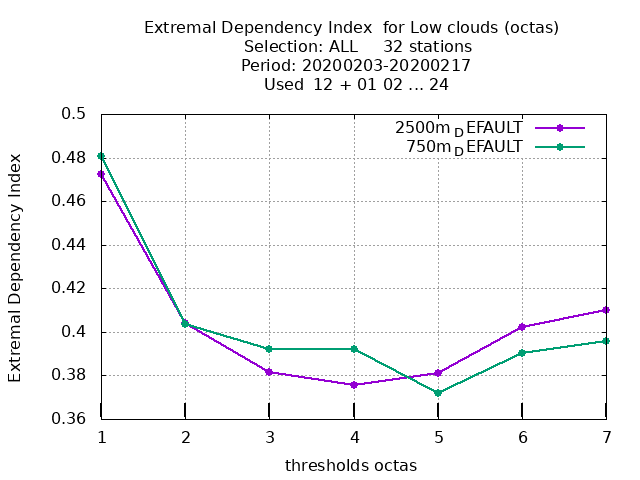 Extremal Dependency Index  for Low clouds (octas)
Selection: ALL     32 stations
Period: 20200203-20200217
Used  12 + 01 02 ... 24
Extremal Dependency Index
0.5
0.48
0.46
0.44
0.42
0.4
0.38
0.36
2500mDEFAULT
750mDEFAULT
1 2 3 4 5 6 7
thresholds octas